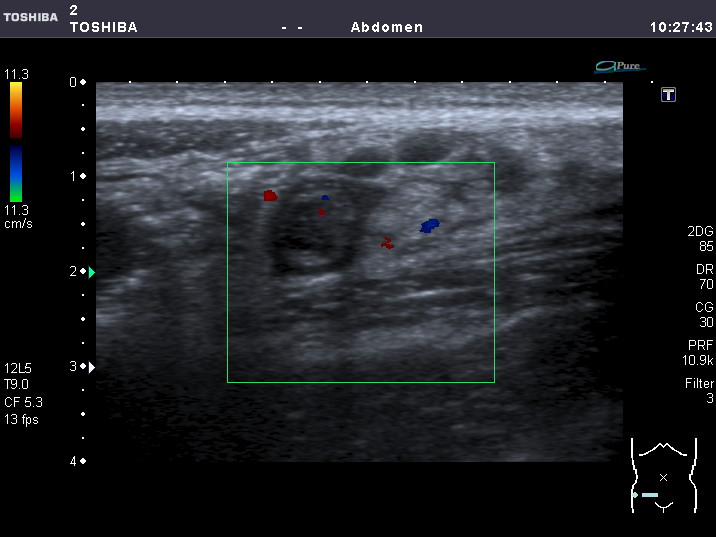 TOSHIBA
2
TOSHIBA - - Abdomen 10:27:43
APure
T
11.3
11.3
cm/s
0
1
2
3
4
12L5
T9.0
CF 5.3
13 fps
2DG
85
DR
70
CG
30
PRF
10.9k
Filter
3